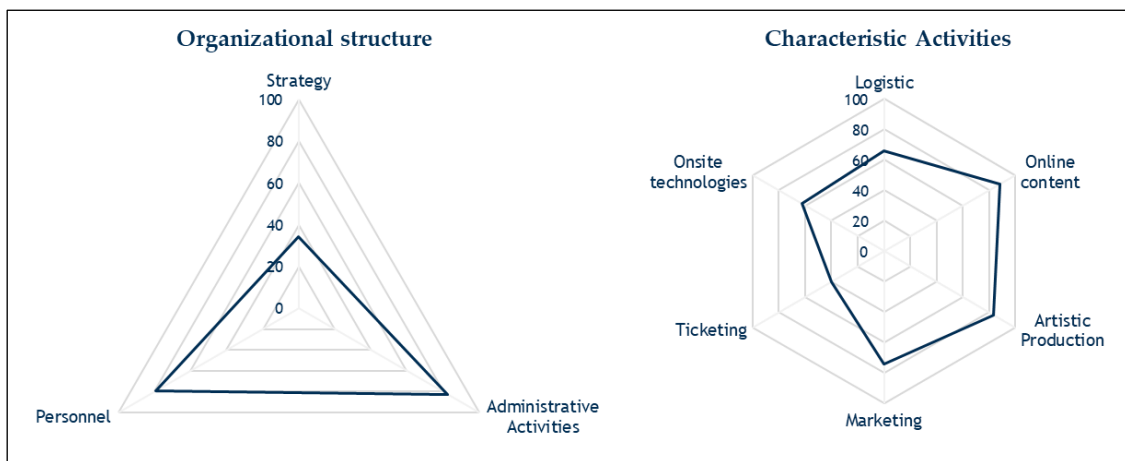 Organizational structure
Strategy
100
80
60
40
20
0
Personnel
Administrative
Activities
Characteristic Activities
Logistic
100
80
60
40
20
0
Onsite
technologies
Online
content
Ticketing
Artistic
Production
Marketing